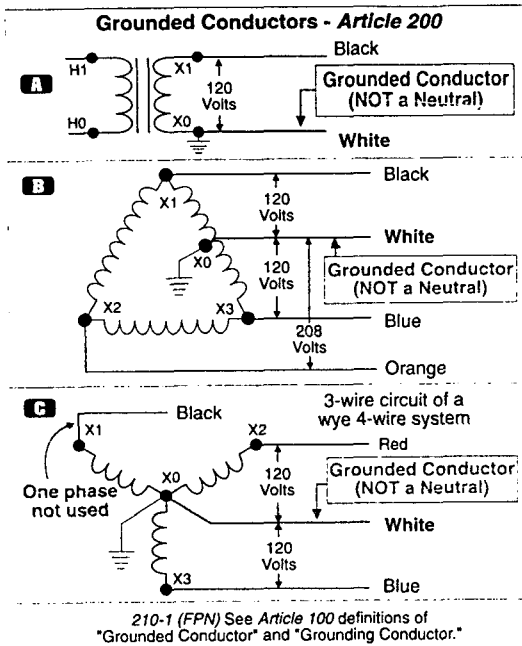 Grounded Conductors - Article 200
A
H1
X1
Black
120
Volts
Grounded Conductor
(NOT a Neutral)
H0
X0
White
B
Black
X1
120
Volts
White
X0
120
Volts
Grounded Conductor
(NOT a Neutral)
X2
X3
Blue
208
Volts
Orange
C
3-wire circuit of a
wye 4-wire system
Black
X1
X2
Red
One phase
not used
X0
120
Volts
Grounded Conductor
(NOT a Neutral)
White
120
Volts
X3
Blue
210-1 (FPN) See Article 100 definitions of
"Grounded Conductor" and "Grounding Conductor."